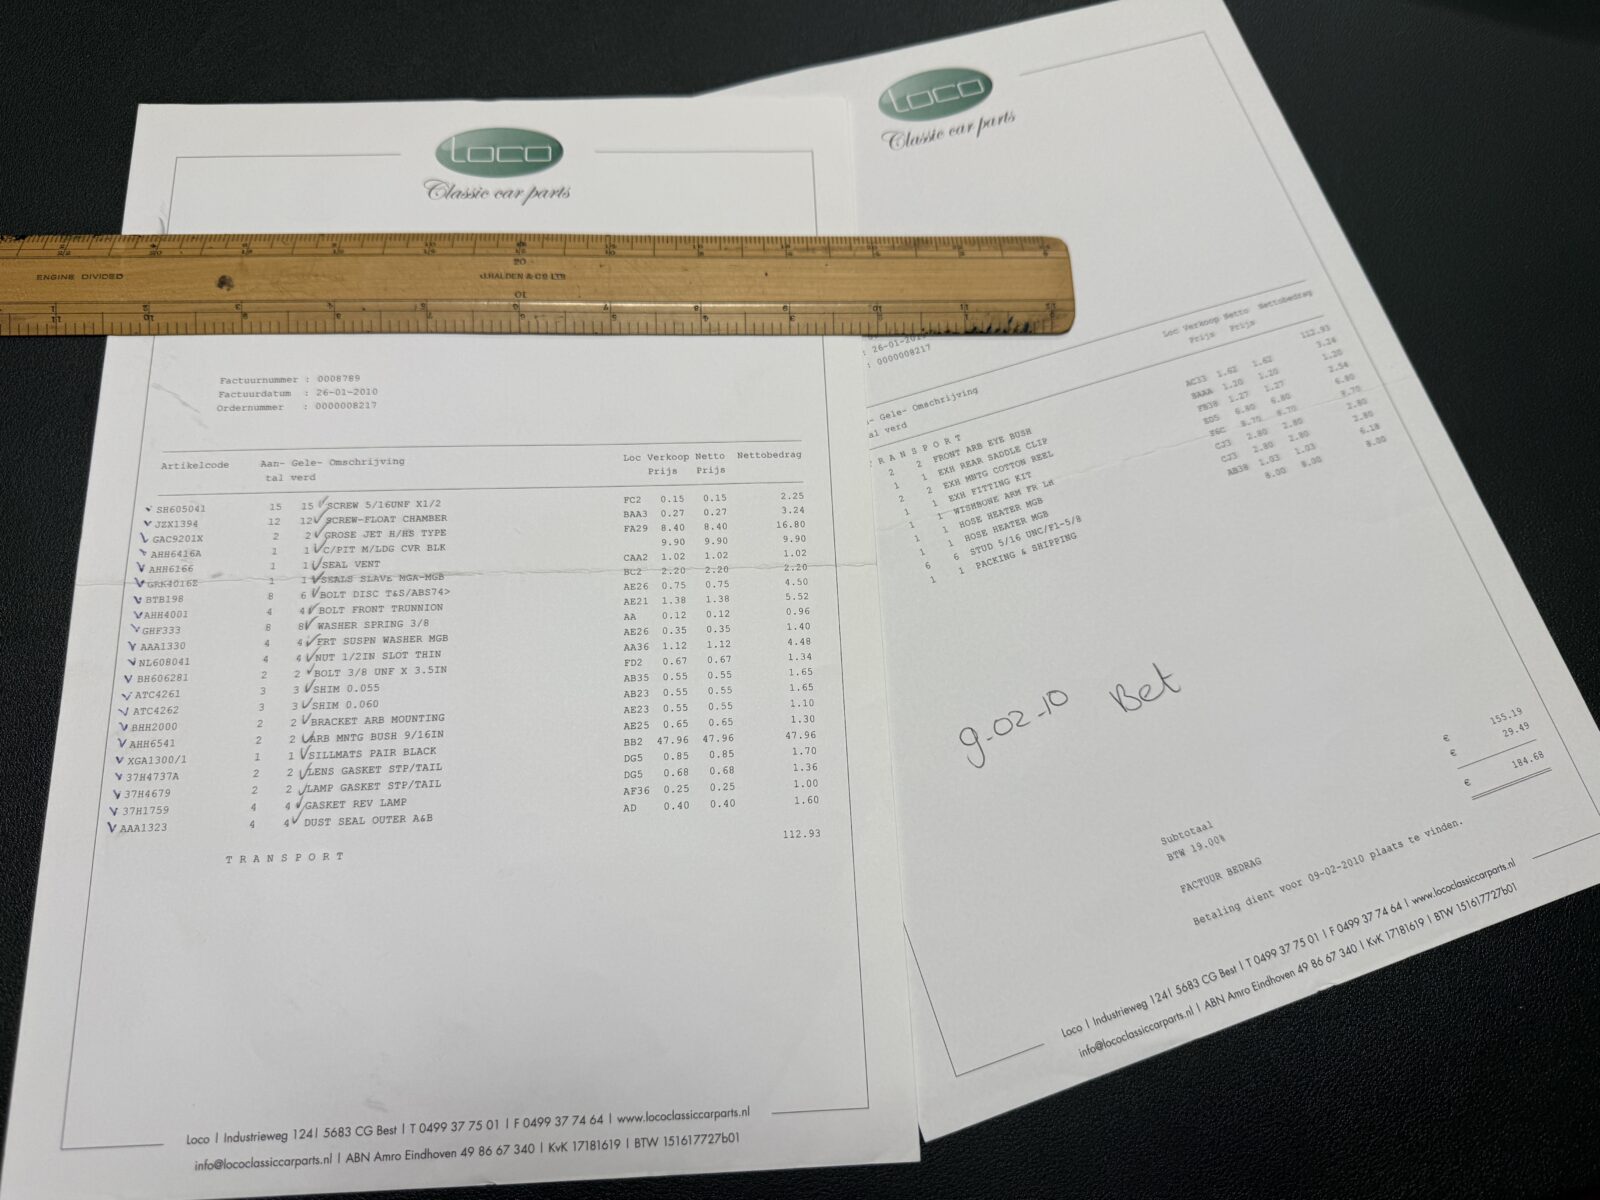 Loco
Classic car parts
ENGINE DIVIDED
J.HALDEN & CO LTD
Factuurnummer : 0008789
Factuurdatum : 26-01-2010
Ordernummer : 0000008217
Artikelcode Aan- Gele- Omschrijving Loc Verkoop Netto Nettobedrag
tal verd Prijs Prijs
SH605041 15 15 SCREW 5/16UNF X1/2 FC2 0.15 0.15 2.25
JZX1394 12 12 SCREW-FLOAT CHAMBER BAA3 0.27 0.27 3.24
GAC9201X 2 2 GROSE JET H/HS TYPE FA29 8.40 8.40 16.80
AHH6416A 1 1 C/PIT M/LDG CVR BLK 9.90 9.90 9.90
AHH6166 1 1 SEAL VENT CAA2 1.02 1.02 1.02
GRK4016E 1 1 SEALS SLAVE MGA-MGB BC2 2.20 2.20 2.20
BTB198 8 6 BOLT DISC T&S/ABS74> AE26 0.75 0.75 4.50
AHH4001 4 4 BOLT FRONT TRUNNION AE21 1.38 1.38 5.52
GHF333 8 8 WASHER SPRING 3/8 AA 0.12 0.12 0.96
AAA1330 4 4 FRT SUSPN WASHER MGB AE26 0.35 0.35 1.40
NL608041 4 4 NUT 1/2IN SLOT THIN AA36 1.12 1.12 4.48
BH606281 2 2 BOLT 3/8 UNF X 3.5IN FD2 0.67 0.67 1.34
ATC4261 3 3 SHIM 0.055 AB35 0.55 0.55 1.65
ATC4262 3 3 SHIM 0.060 AB23 0.55 0.55 1.65
BHH2000 2 2 BRACKET ARB MOUNTING AE23 0.55 0.55 1.10
AHH6541 2 2 ARB MNTG BUSH 9/16IN AE25 0.65 0.65 1.30
XGA1300/1 1 1 SILLMATS PAIR BLACK BB2 47.96 47.96 47.96
37H4737A 2 2 LENS GASKET STP/TAIL DG5 0.85 0.85 1.70
37H4679 2 2 LAMP GASKET STP/TAIL DG5 0.68 0.68 1.36
37H1759 4 4 GASKET REV LAMP AF36 0.25 0.25 1.00
AAA1323 4 4 DUST SEAL OUTER A&B AD 0.40 0.40 1.60
TRANSPORT 112.93
Loco | Industrieweg 124| 5683 CG Best | T 0499 37 75 01 | F 0499 37 74 64 | www.lococlassiccarparts.nl
info@lococlassiccarparts.nl | ABN Amro Eindhoven 49 86 67 340 | KvK 17181619 | BTW 151617727b01
Loco
Classic car parts
: 26-01-20
: 0000008217
- Gele- Omschrijving Loc Verkoop Netto Nettobedrag
al verd Prijs Prijs
TRANSPORT 112.93
2 2 FRONT ARB EYE BUSH AC33 1.62 1.62 3.24
1 1 EXH REAR SADDLE CLIP BAAA 1.20 1.20 1.20
2 2 EXH MNTG COTTON REEL FB38 1.27 1.27 2.54
1 1 EXH FITTING KIT ED5 6.80 6.80 6.80
1 1 WISHBONE ARM FR LH 8.70 8.70 8.70
1 1 HOSE HEATER MGB CJ3 2.80 2.80 2.80
1 1 HOSE HEATER MGB CJ3 2.80 2.80 2.80
6 6 STUD 5/16 UNC/F1-5/8 AB38 1.03 1.03 6.18
1 1 PACKING & SHIPPING 8.00 8.00 8.00
9-02-10 Bet
Subtotaal € 155.19
BTW 19.00% € 29.49
FACTUUR BEDRAG € 184.68
Betaling dient voor 09-02-2010 plaats te vinden.
Loco | Industrieweg 124| 5683 CG Best | T 0499 37 75 01 | F 0499 37 74 64 | www.lococlassiccarparts.nl
info@lococlassiccarparts.nl | ABN Amro Eindhoven 49 86 67 340 | KvK 17181619 | BTW 151617727b01